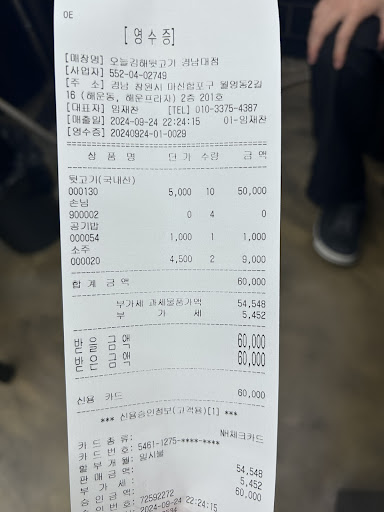 OE
[ 영수증 ]
[매장명] 오늘김해뒷고기 경남대점
[사업자] 552-04-02749
[주 소] 경남 창원시 마산합포구 월영동2길
16 (해운동, 해운프라자) 2층 201호
[대표자] 임재찬 [TEL] 010-3375-4387
[매출일] 2024-09-24 22:24:15 01-임재찬
[영수증] 20240924-01-0029
상 품 명 단 가 수량 금 액
뒷고기(국내산)
000130 5,000 10 50,000
손님
900002 0 4 0
공기밥
000054 1,000 1 1,000
소주
000020 4,500 2 9,000
합 계 금 액 60,000
부가세 과세물품가액 54,548
부 가 세 5,452
받 을 금 액 60,000
받 은 금 액 60,000
신용 카드 60,000
*** 신용승인정보(고객용)[1] ***
카 드 종 류: NH체크카드
카 드 번 호: 5461-1275-****-****
할 부 개 월: 일시불
판 매 금 액: 54,548
부 가 세 : 5,452
승 인 금 액: 60,000
승 인 번 호: 72592272
2024-09-24 22:24:15